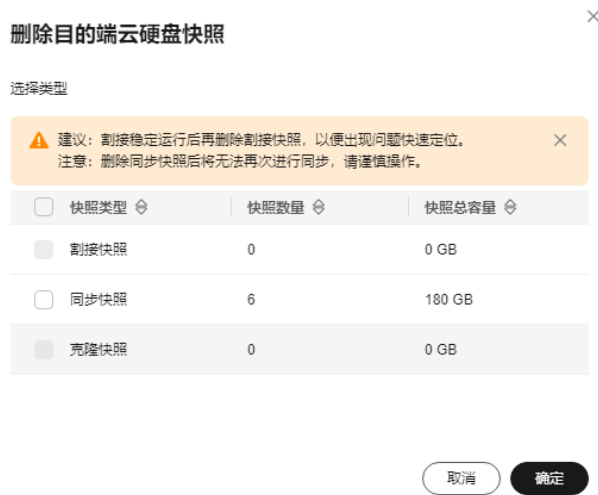 删除目的端云硬盘快照
选择类型
建议：割接稳定运行后再删除割接快照，以便出现问题快速定位。
注意：删除同步快照后将无法再次进行同步，请谨慎操作。
快照类型 快照数量 快照总容量
割接快照 0 0 GB
同步快照 6 180 GB
克隆快照 0 0 GB
取消 确定